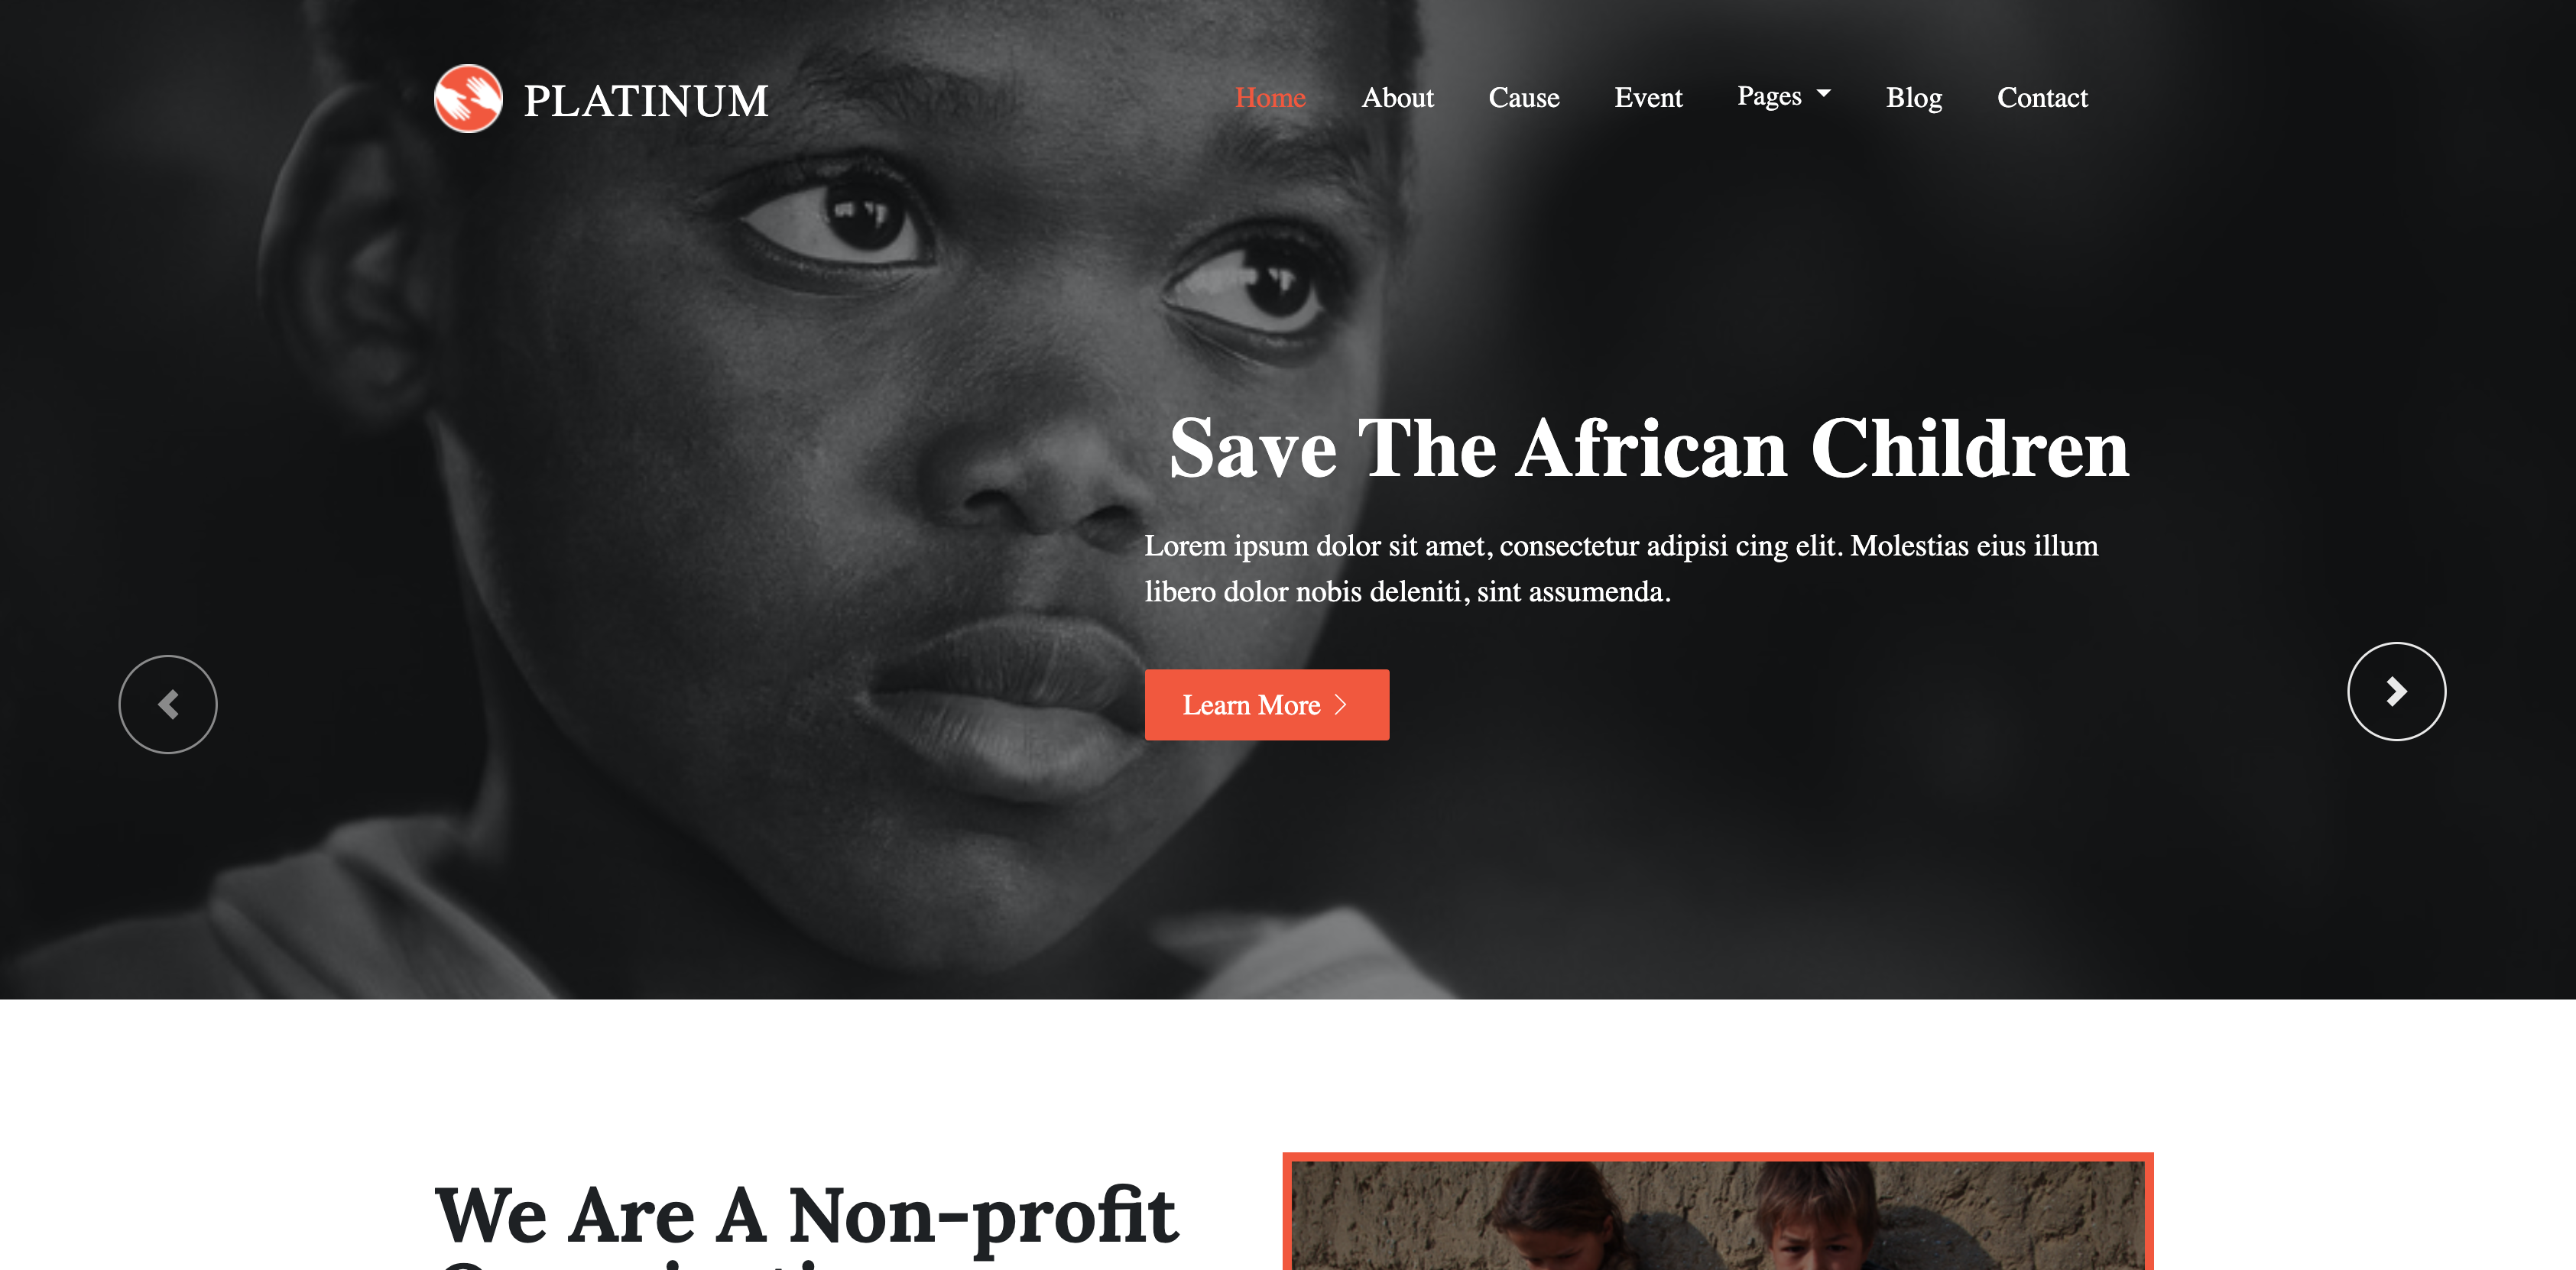 PLATINUM
Home About Cause Event Pages Blog Contact
Save The African Children
Lorem ipsum dolor sit amet, consectetur adipisi cing elit. Molestias eius illum
libero dolor nobis deleniti, sint assumenda.
Learn More
We Are A Non-profit